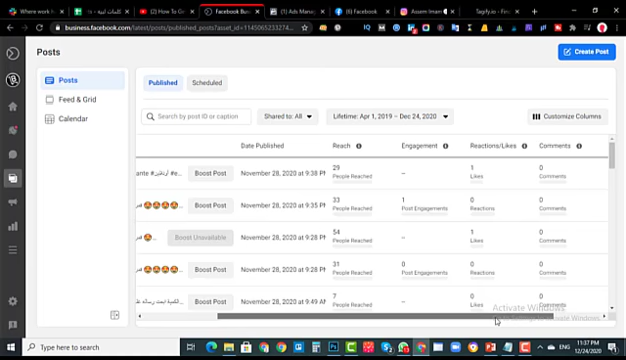 Where work h
كلمات ليبه
(2) How To Ge
Facebook Busi
(1) Ads Mana
Facebook
Assem Imam
Tagify.io - Fin
business.facebook.com/latest/posts/published_posts?asset_id=1145065233274...
Posts
Create Post
Posts
Feed & Grid
Calendar
Published
Scheduled
Search by post ID or caption
Shared to: All
Lifetime: Apr 1, 2019 – Dec 24, 2020
Customize Columns
Date Published
Reach
Engagement
Reactions/Likes
Comments
Boost Post
November 28, 2020 at 9:38 PM
29
People Reached
--
1
Likes
0
Comments
Boost Post
November 28, 2020 at 9:35 PM
33
People Reached
1
Post Engagements
0
Reactions
0
Comments
Boost Unavailable
November 28, 2020 at 9:28 PM
54
People Reached
--
1
Likes
0
Comments
Boost Post
November 28, 2020 at 9:28 PM
31
People Reached
0
Post Engagements
0
Reactions
0
Comments
Boost Post
November 28, 2020 at 9:49 AM
7
People Reached
0
Likes
0
Comments
Activate Windows
Type here to search
ENG
11:37 PM
12/24/2020